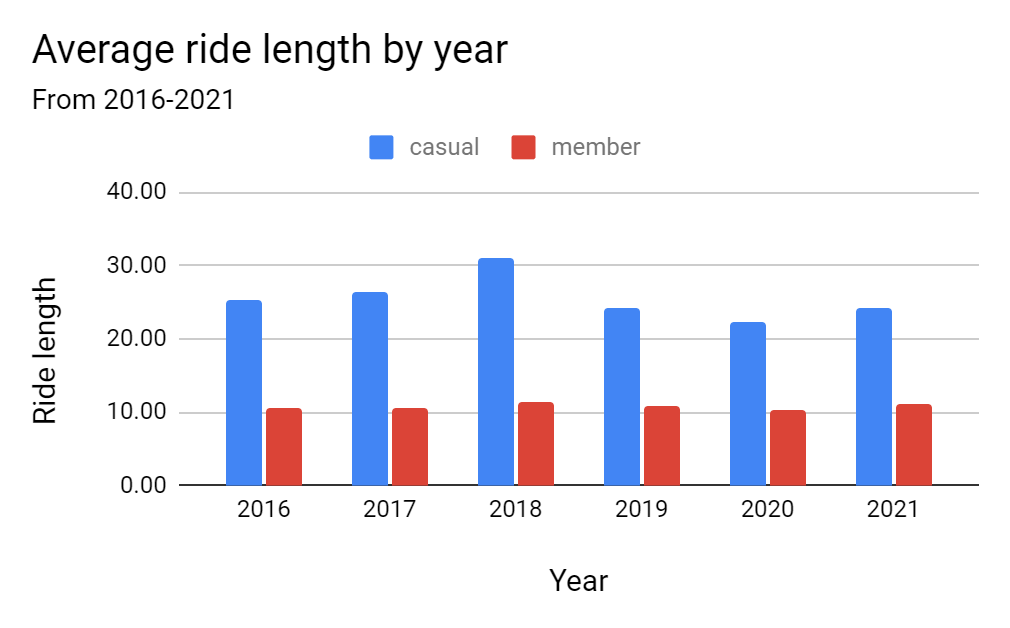 Average ride length by year
From 2016-2021
casual member
40.00
30.00
20.00
10.00
0.00
Ride length
2016 2017 2018 2019 2020 2021
Year